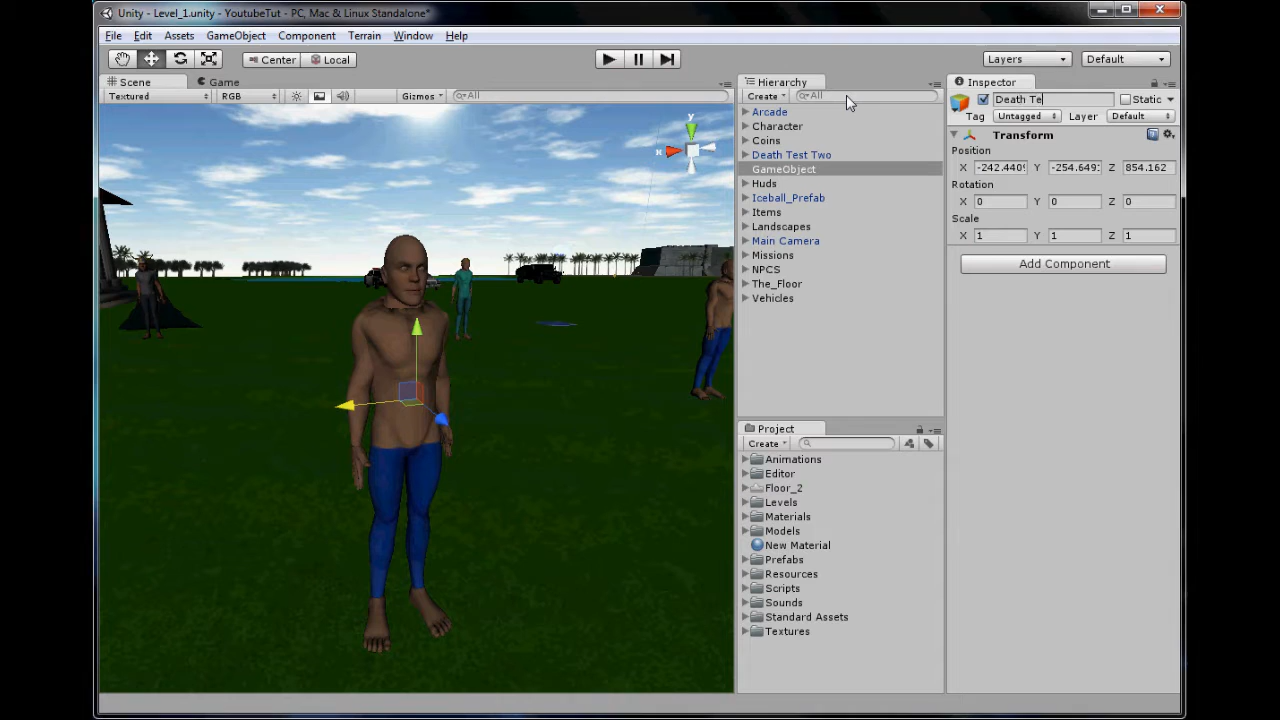 Unity - Level_1.unity - YoutubeTut - PC, Mac & Linux Standalone*
File Edit Assets GameObject Component Terrain Window Help
Center Local Layers Default
Scene Game
Textured RGB Gizmos All
y
x
Hierarchy
Create All
Arcade
Character
Coins
Death Test Two
GameObject
Huds
Iceball_Prefab
Items
Landscapes
Main Camera
Missions
NPCS
The_Floor
Vehicles
Project
Create
Animations
Editor
Floor_2
Levels
Materials
Models
New Material
Prefabs
Resources
Scripts
Sounds
Standard Assets
Textures
Inspector
Death Te Static
Tag Untagged Layer Default
Transform
Position
X -242.4409 Y Z 854.162
Rotation
X 0 Y 0 Z 0
Scale
X 1 Y 1 Z 1
Add Component